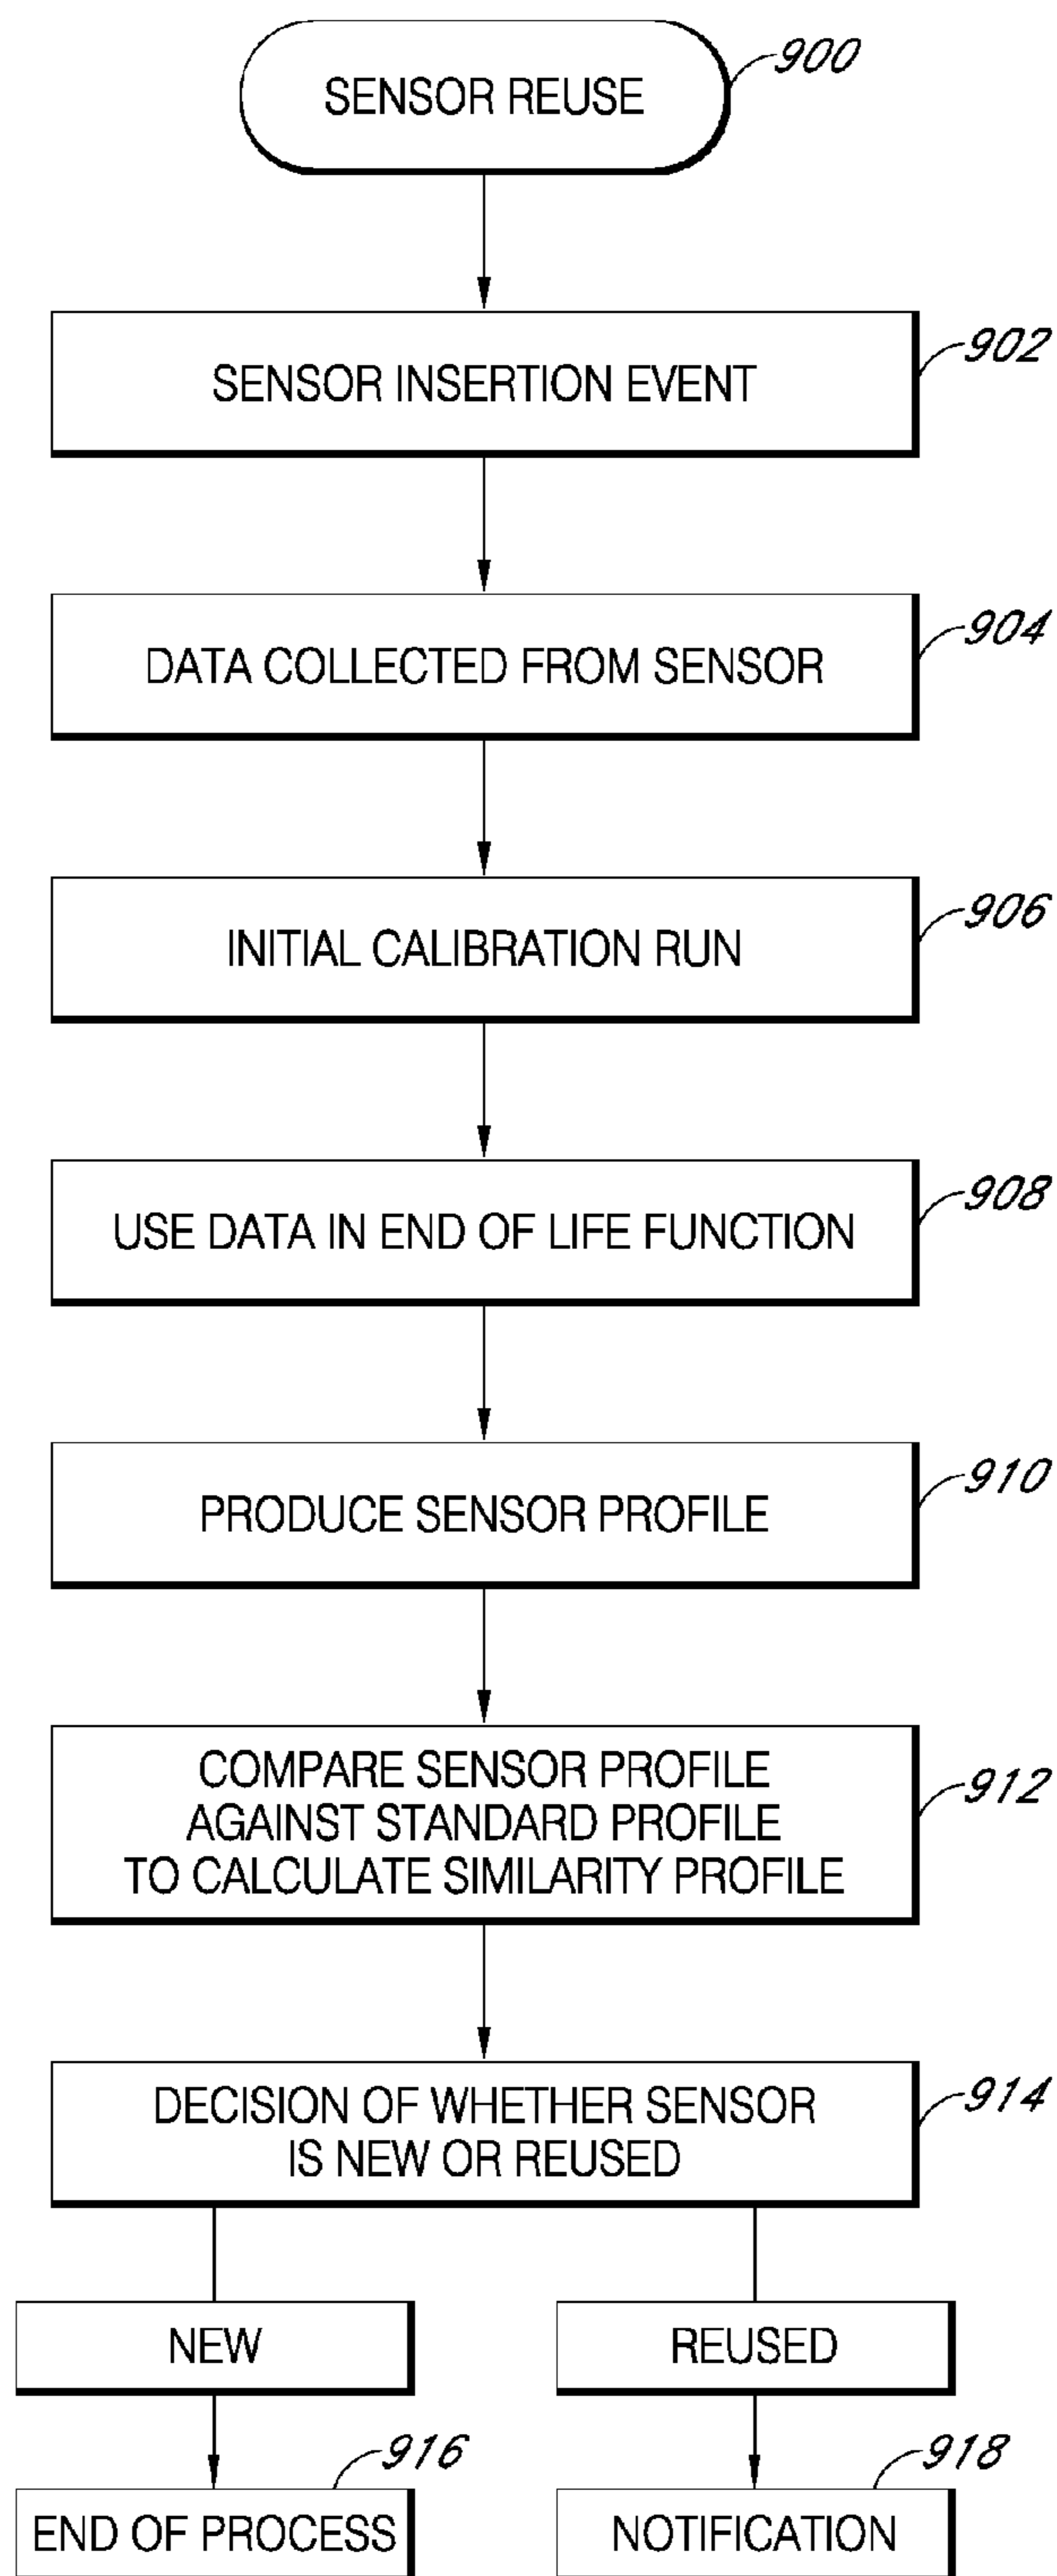 SENSOR REUSE
900
SENSOR INSERTION EVENT
902
DATA COLLECTED FROM SENSOR
904
INITIAL CALIBRATION RUN
906
USE DATA IN END OF LIFE FUNCTION
908
PRODUCE SENSOR PROFILE
910
COMPARE SENSOR PROFILE
AGAINST STANDARD PROFILE
TO CALCULATE SIMILARITY PROFILE
912
DECISION OF WHETHER SENSOR
IS NEW OR REUSED
914
NEW
REUSED
916
918
END OF PROCESS
NOTIFICATION